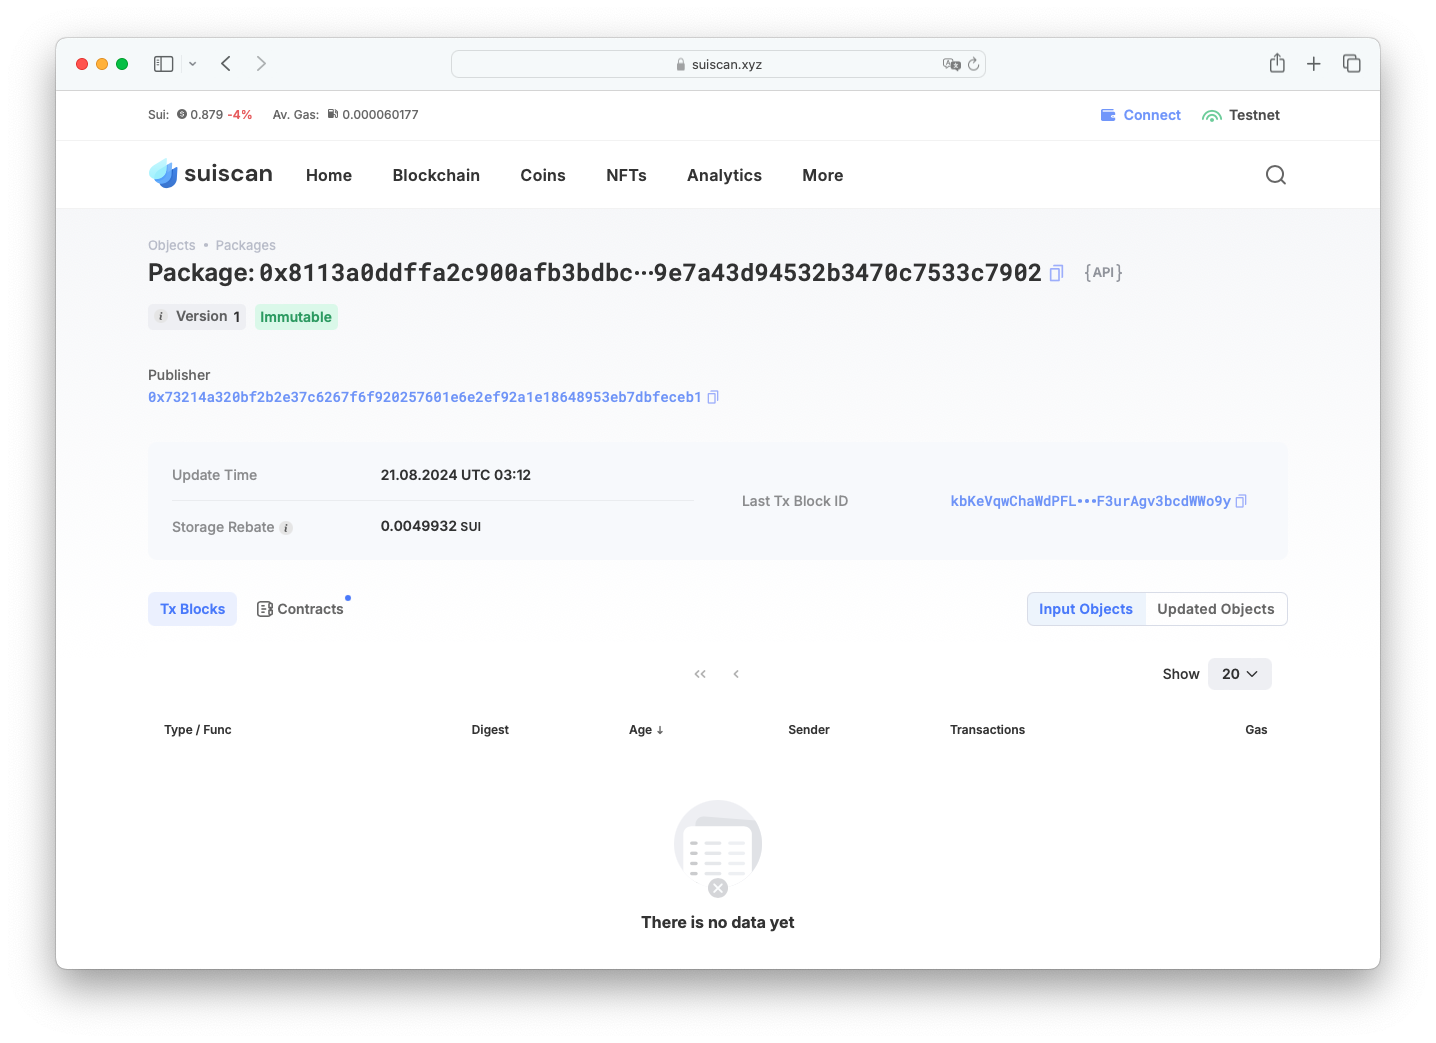 suiscan.xyz
Sui: 0.879 -4% Av. Gas: 0.000060177
Connect Testnet
suiscan Home Blockchain Coins NFTs Analytics More
Objects • Packages
Package: 0x8113a0ddffa2c900afb3bdbc···9e7a43d94532b3470c7533c7902 {API}
i Version 1 Immutable
Publisher
0x73214a320bf2b2e37c6267f6f920257601e6e2ef92a1e18648953eb7dbfeceb1
Update Time 21.08.2024 UTC 03:12
Last Tx Block ID kbKeVqwChaWdPFL···F3urAgv3bcdWWo9y
Storage Rebate i 0.0049932 SUI
Tx Blocks Contracts Input Objects Updated Objects
Show 20
Type / Func Digest Age ↓ Sender Transactions Gas
There is no data yet